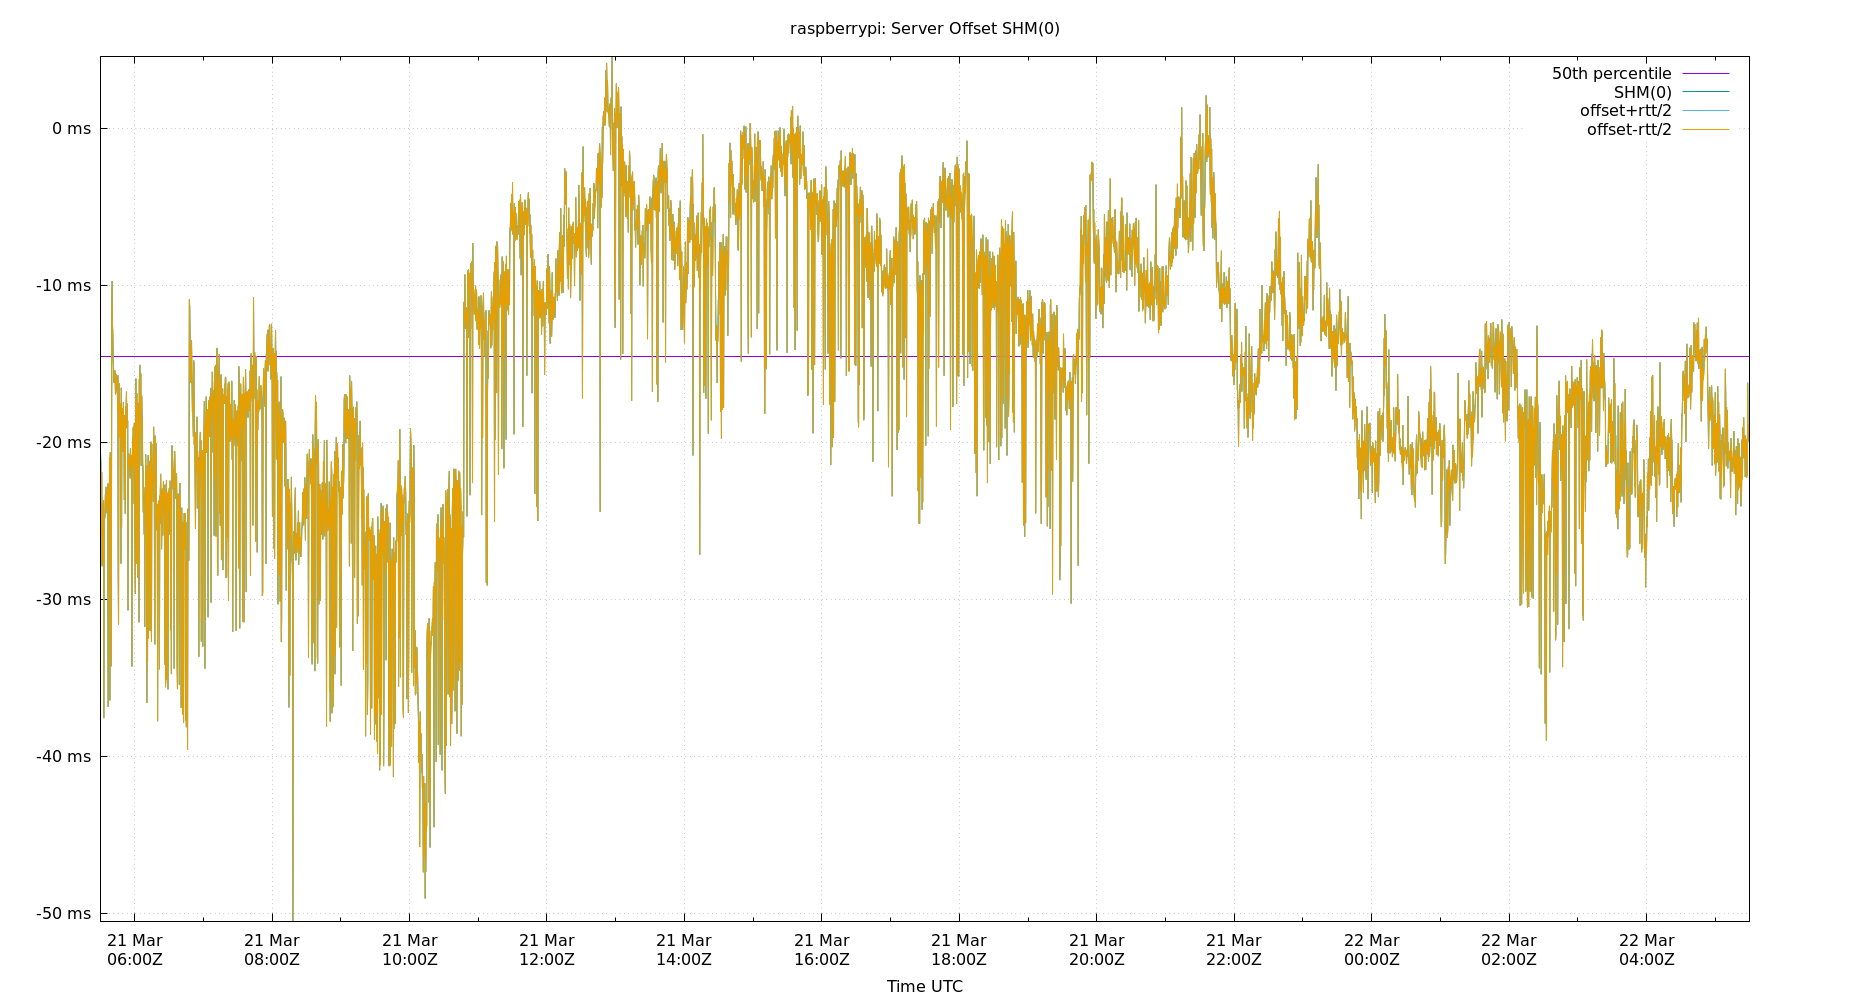 raspberrypi: Server Offset SHM(0)
50th percentile
SHM(0)
offset+rtt/2
offset-rtt/2
0 ms
-10 ms
-20 ms
-30 ms
-40 ms
-50 ms
21 Mar 21 Mar 21 Mar 21 Mar 21 Mar 21 Mar 21 Mar 21 Mar 21 Mar 22 Mar 22 Mar 22 Mar
06:00Z 08:00Z 10:00Z 12:00Z 14:00Z 16:00Z 18:00Z 20:00Z 22:00Z 00:00Z 02:00Z 04:00Z
Time UTC